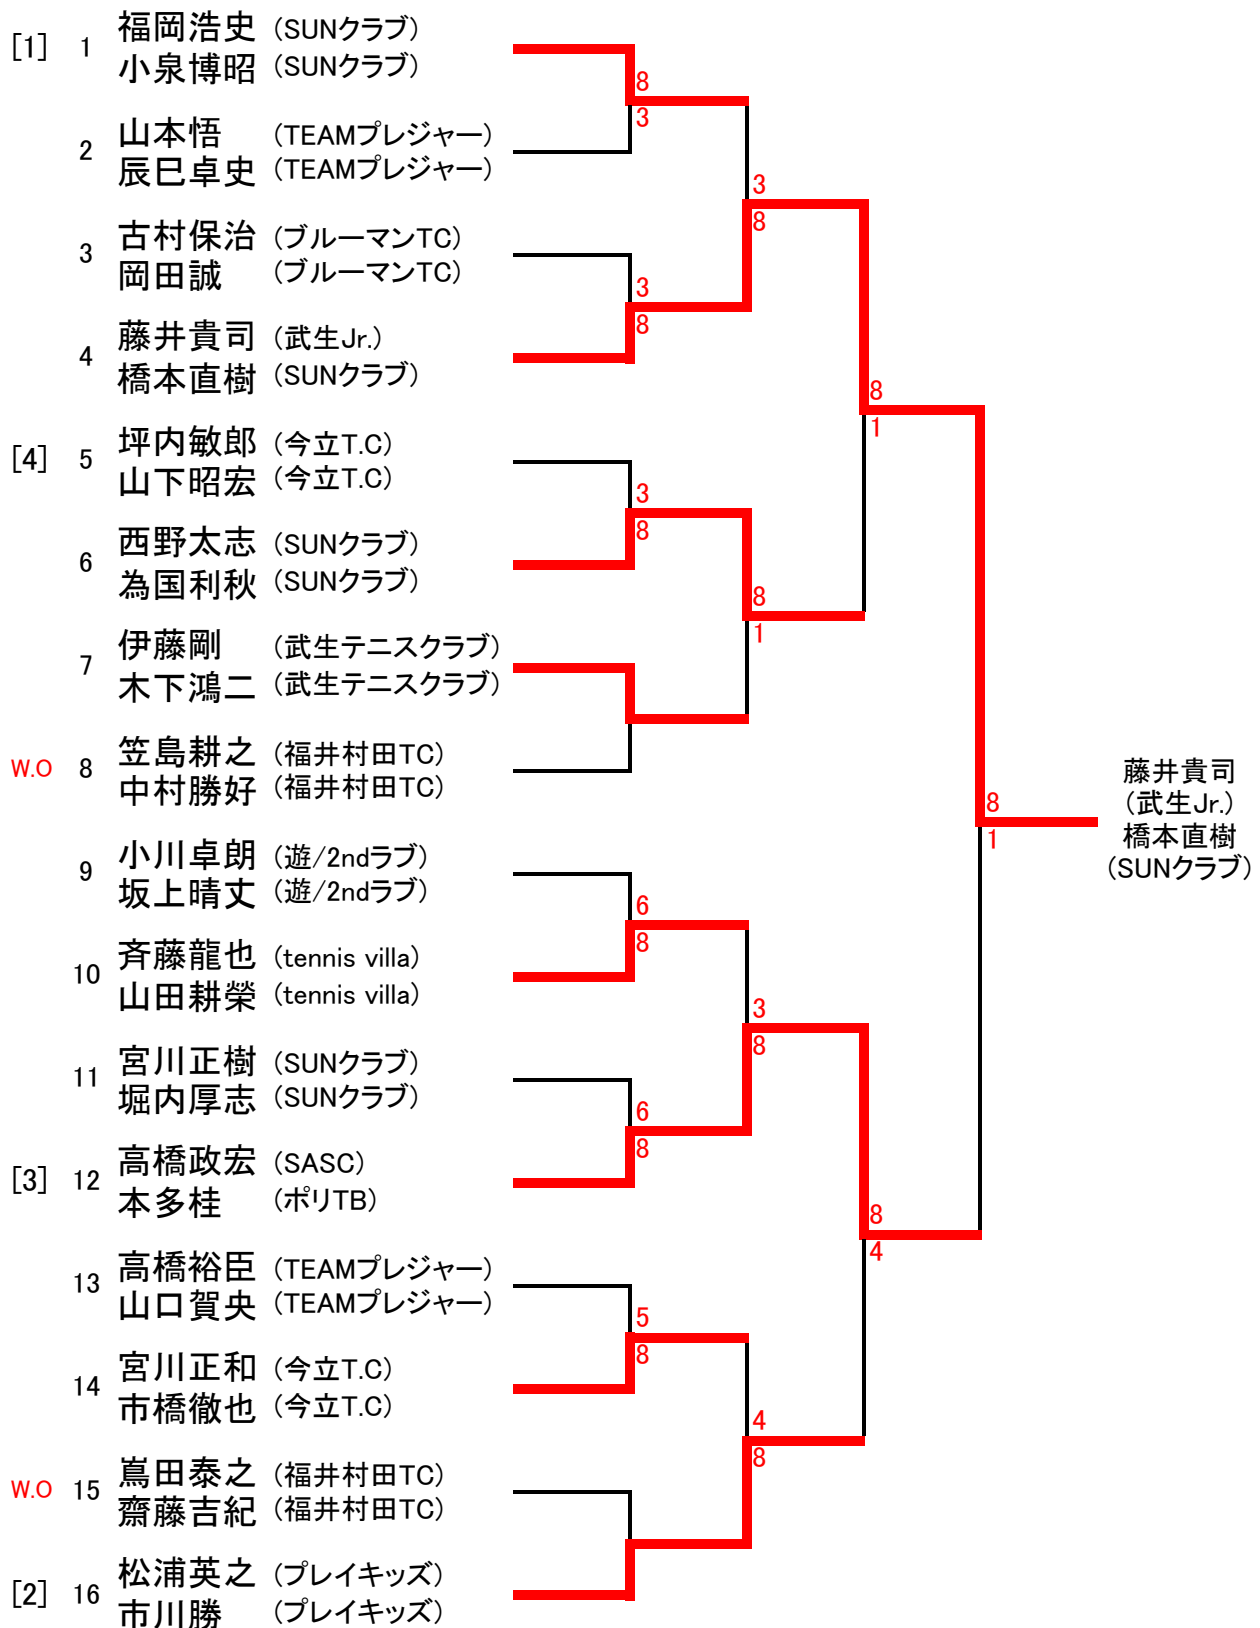 [1] 1 福岡浩史 (SUNクラブ)
小泉博昭 (SUNクラブ)
8
3
2 山本悟 (TEAMプレジャー)
辰巳卓史 (TEAMプレジャー)
3
8
3 古村保治 (ブルーマンTC)
岡田誠 (ブルーマンTC)
3
8
4 藤井貴司 (武生Jr.)
橋本直樹 (SUNクラブ)
8
1
[4] 5 坪内敏郎 (今立T.C)
山下昭宏 (今立T.C)
3
8
6 西野太志 (SUNクラブ)
為国利秋 (SUNクラブ)
8
1
7 伊藤剛 (武生テニスクラブ)
木下鴻二 (武生テニスクラブ)
W.O 8 笠島耕之 (福井村田TC)
中村勝好 (福井村田TC)
8
1
藤井貴司
(武生Jr.)
橋本直樹
(SUNクラブ)
9 小川卓朗 (遊/2ndラブ)
坂上晴丈 (遊/2ndラブ)
6
8
10 斉藤龍也 (tennis villa)
山田耕榮 (tennis villa)
3
8
11 宮川正樹 (SUNクラブ)
堀内厚志 (SUNクラブ)
6
8
[3] 12 高橋政宏 (SASC)
本多桂 (ポリTB)
8
4
13 高橋裕臣 (TEAMプレジャー)
山口賀央 (TEAMプレジャー)
5
8
14 宮川正和 (今立T.C)
市橋徹也 (今立T.C)
4
8
W.O 15 嶌田泰之 (福井村田TC)
齋藤吉紀 (福井村田TC)
[2] 16 松浦英之 (プレイキッズ)
市川勝 (プレイキッズ)